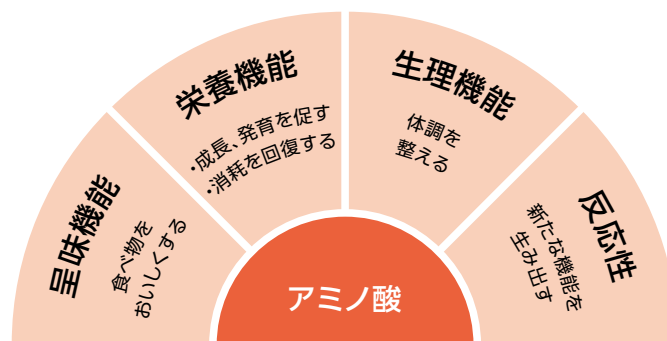 呈味機能
食べ物を
おいしくする
栄養機能
・成長、発育を促す
・消耗を回復する
生理機能
体調を
整える
反応性
新たな機能を
生み出す
アミノ酸